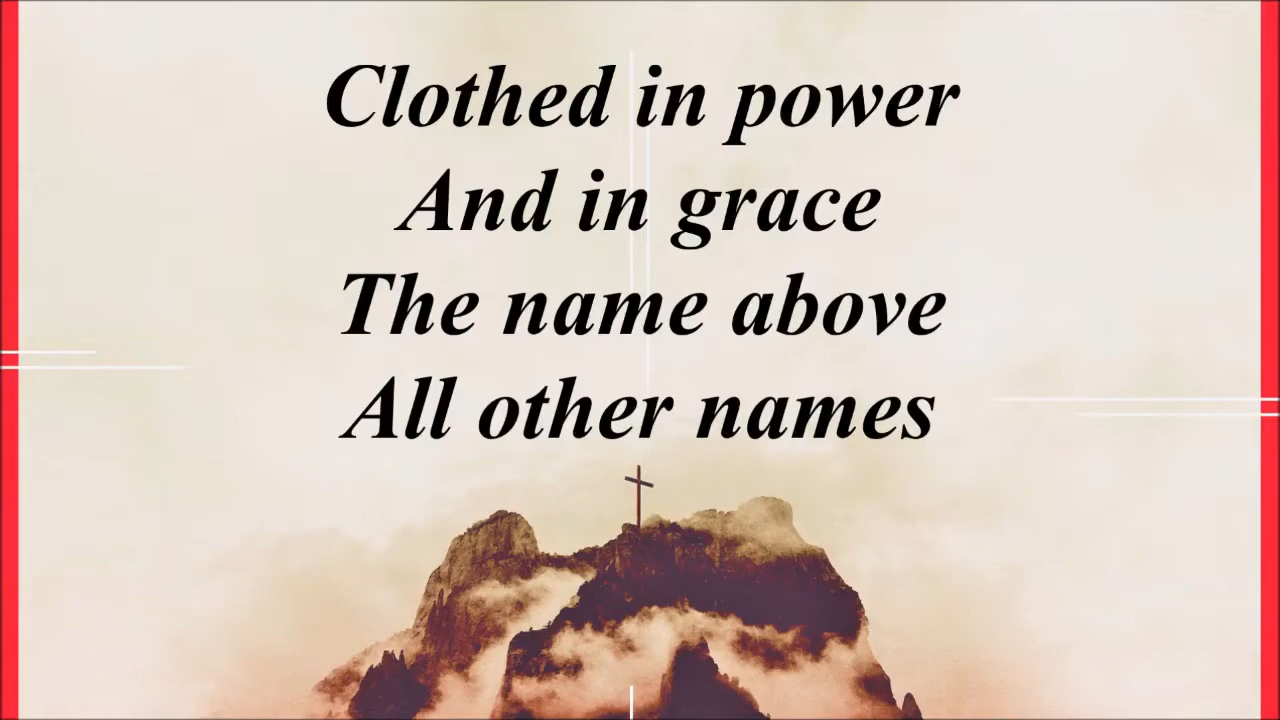 Clothed in power
And in grace
The name above
All other names